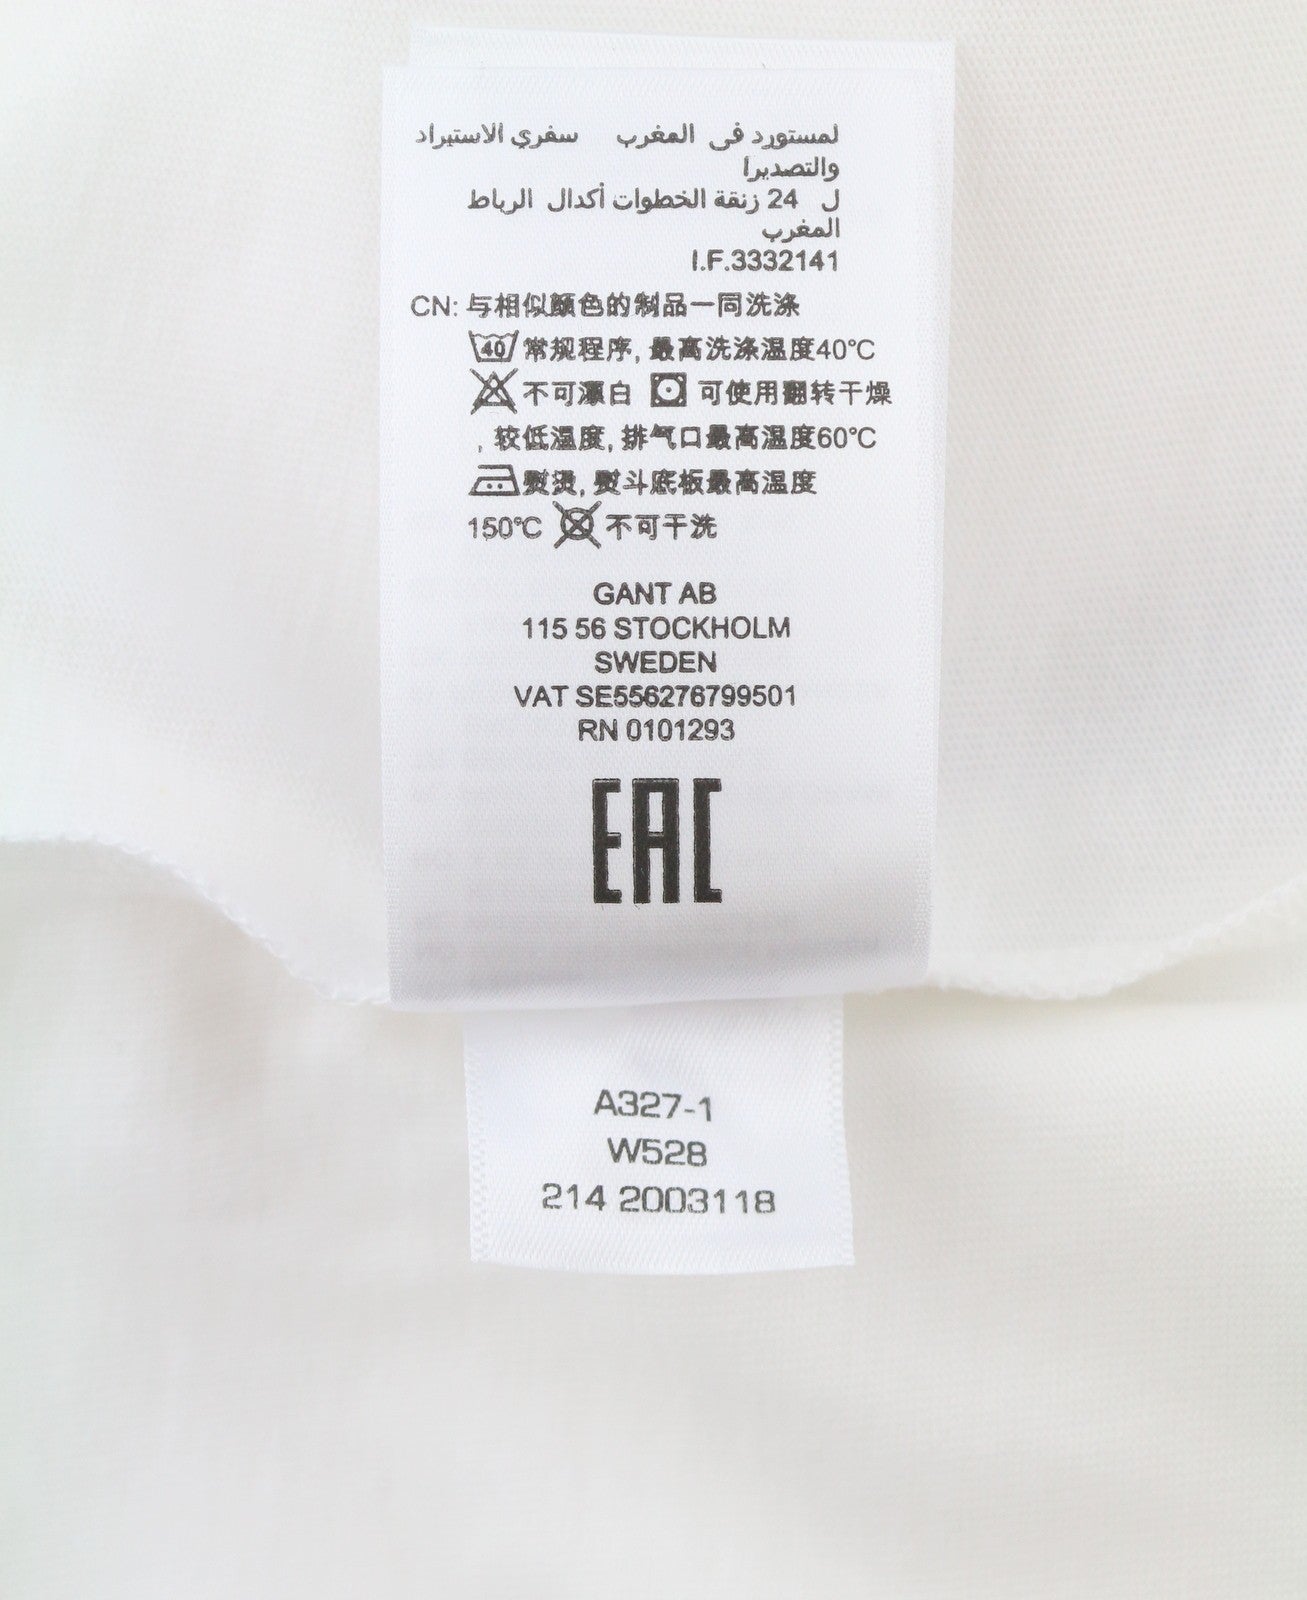 لمستورد في المغرب سفري الاستيراد
والتصديرا
ل 24 زنقة الخطوات أكدال الرباط
المغرب
I.F.3332141
CN: 与相似颜色的制品一同洗涤
40 常规程序, 最高洗涤温度40°C
不可漂白 可使用翻转干燥
, 较低温度, 排气口最高温度60°C
熨烫, 熨斗底板最高温度
150°C 不可干洗
GANT AB
115 56 STOCKHOLM
SWEDEN
VAT SE556276799501
RN 0101293
EAC
A327-1
W528
214 2003118